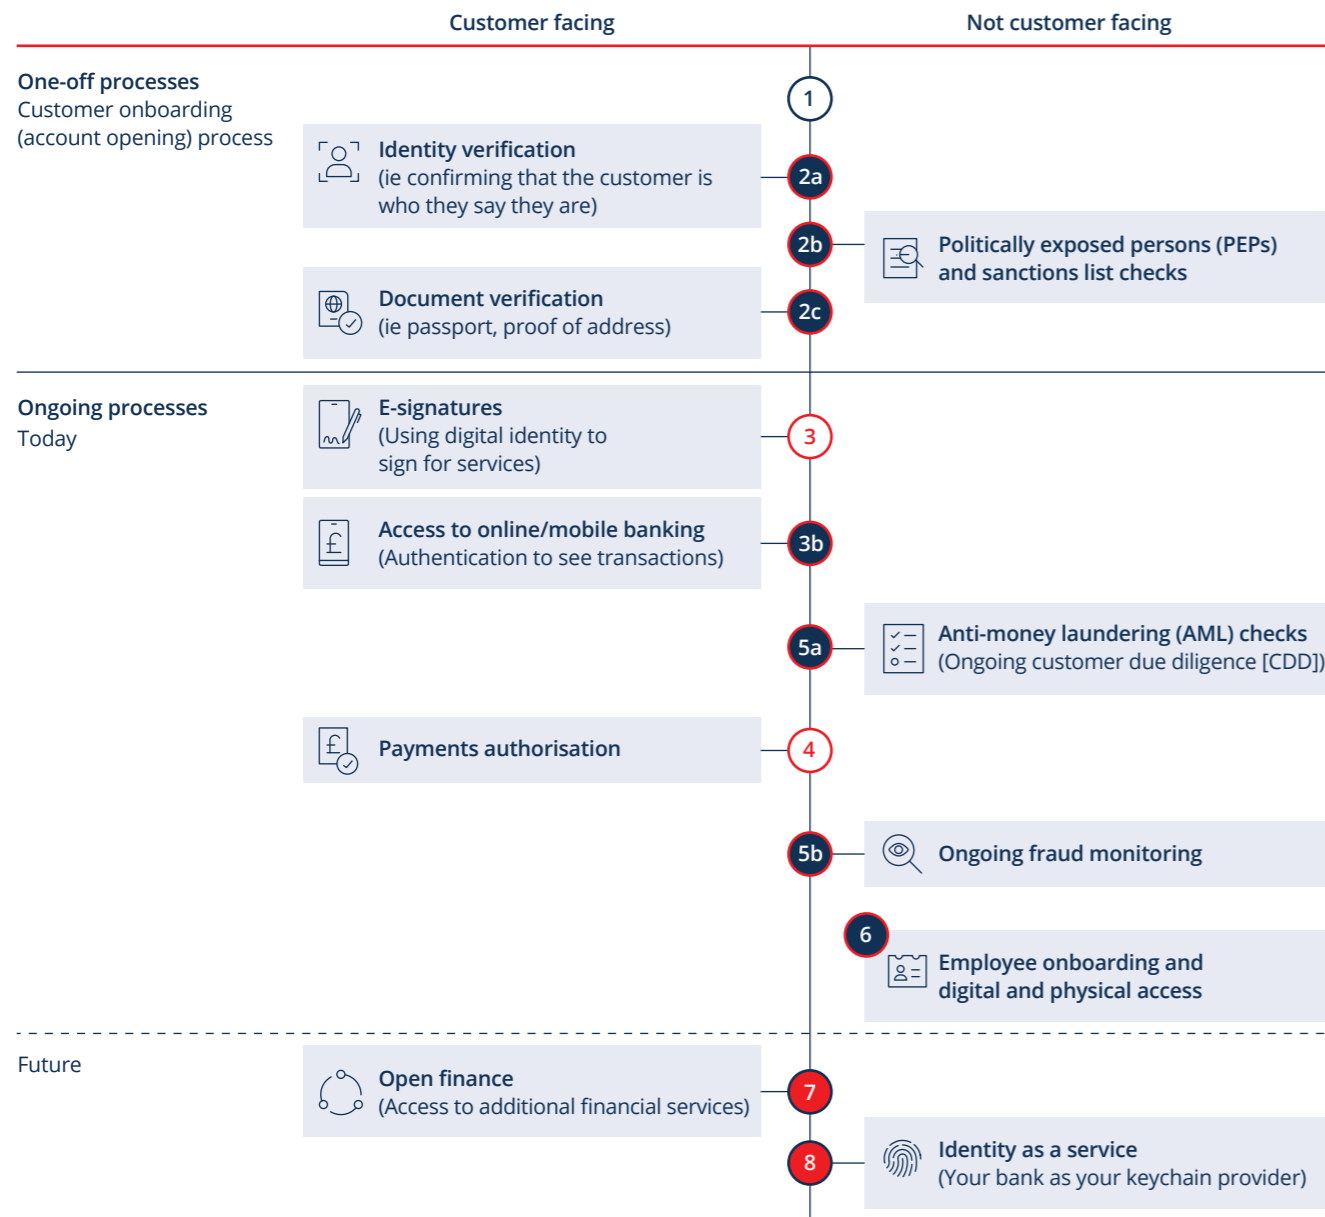 Customer facing
Not customer facing
One-off processes
Customer onboarding
(account opening) process
1
Identity verification
(ie confirming that the customer is
who they say they are)
2a
2b
Politically exposed persons (PEPs)
and sanctions list checks
Document verification
(ie passport, proof of address)
2c
Ongoing processes
Today
E-signatures
(Using digital identity to
sign for services)
3
£
Access to online/mobile banking
(Authentication to see transactions)
3b
5a
Anti-money laundering (AML) checks
(Ongoing customer due diligence [CDD])
£
Payments authorisation
4
5b
Ongoing fraud monitoring
6
Employee onboarding and
digital and physical access
Future
Open finance
(Access to additional financial services)
7
8
Identity as a service
(Your bank as your keychain provider)